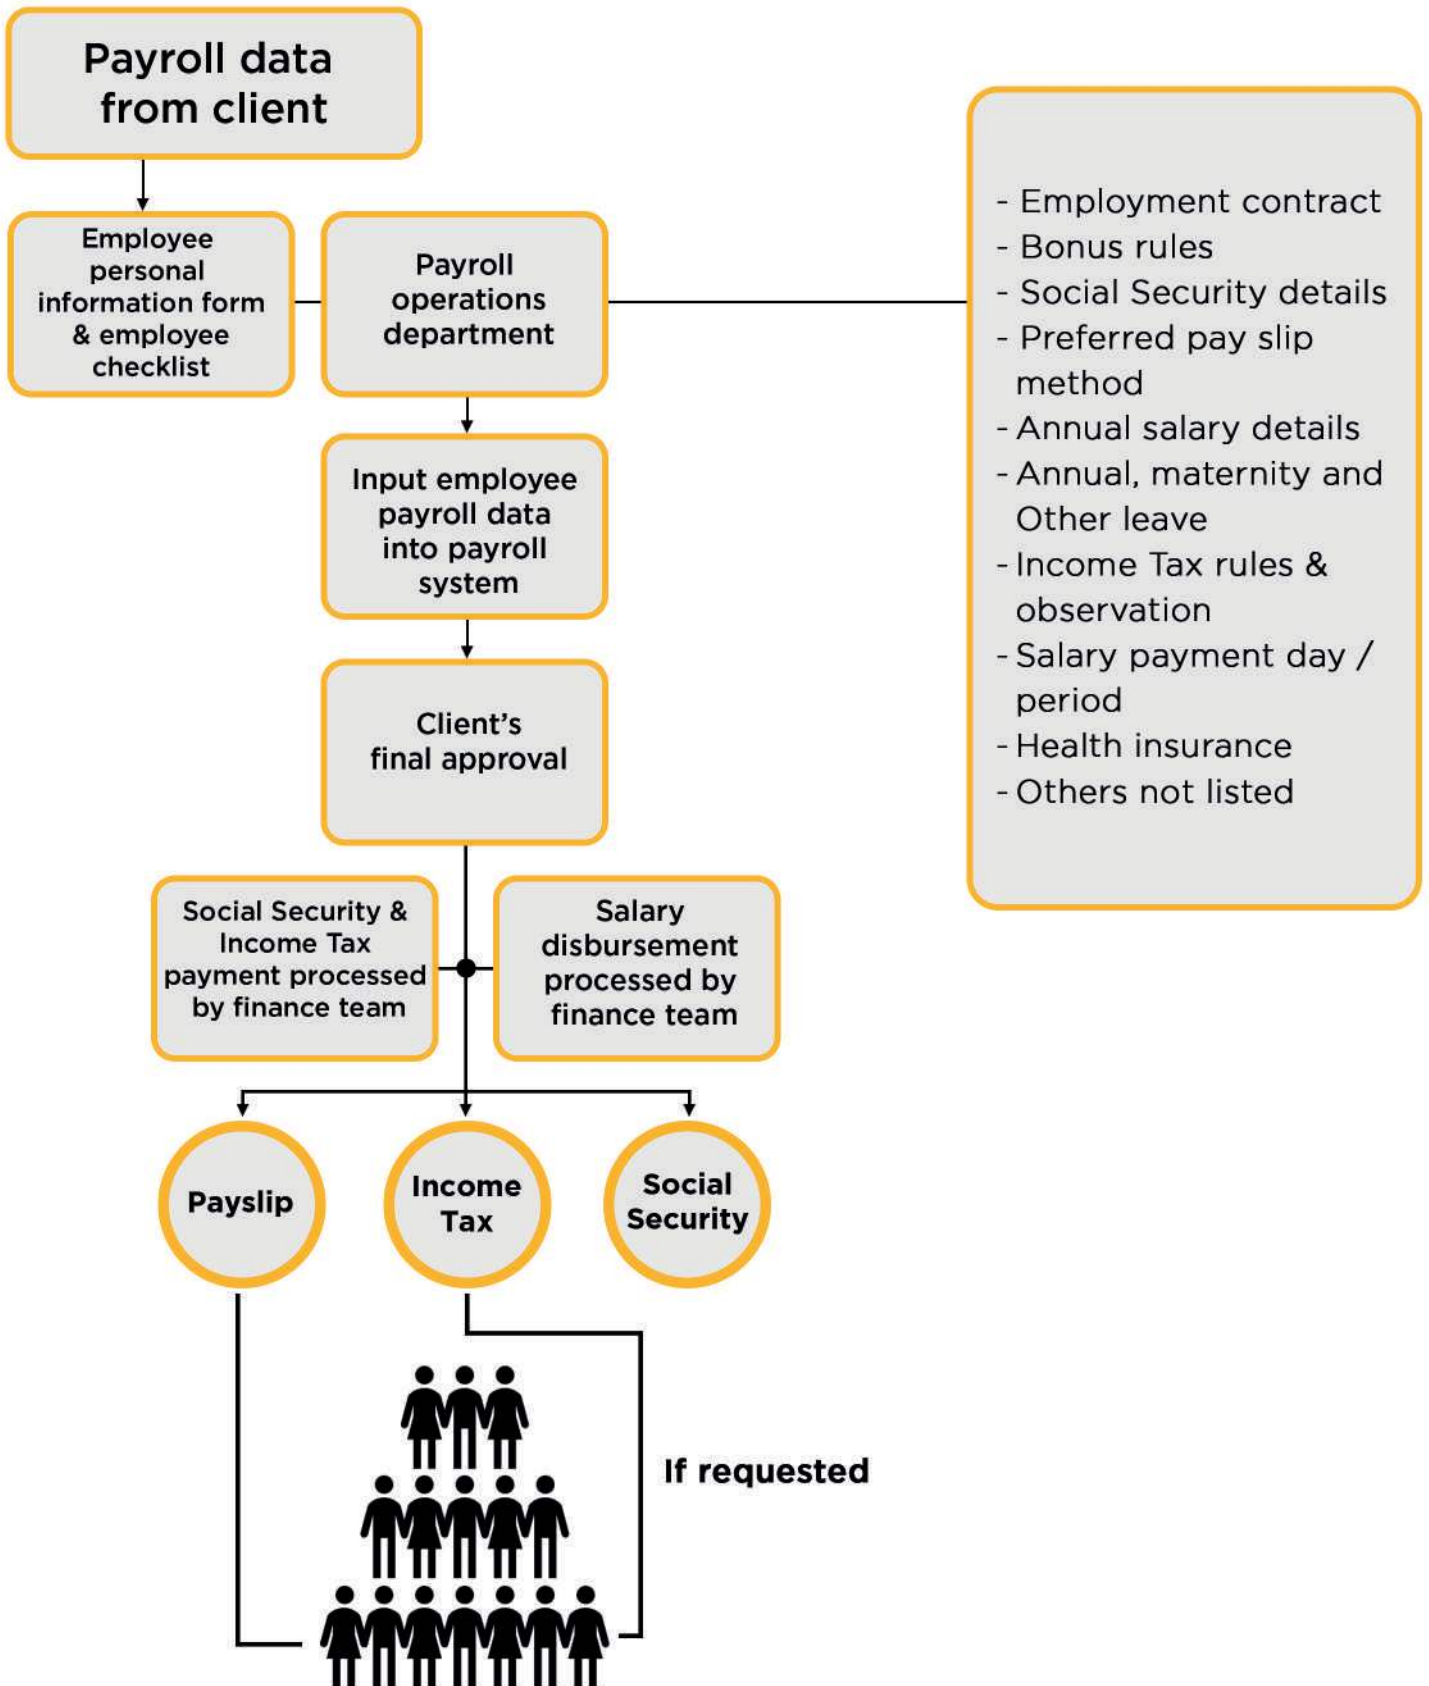 Payroll data
from client
Employee
personal
information form
& employee
checklist
Payroll
operations
department
- Employment contract
- Bonus rules
- Social Security details
- Preferred pay slip
method
- Annual salary details
- Annual, maternity and
Other leave
- Income Tax rules &
observation
- Salary payment day /
period
- Health insurance
- Others not listed
Input employee
payroll data
into payroll
system
Client’s
final approval
Social Security &
Income Tax
payment processed
by finance team
Salary
disbursement
processed by
finance team
Payslip
Income
Tax
Social
Security
If requested